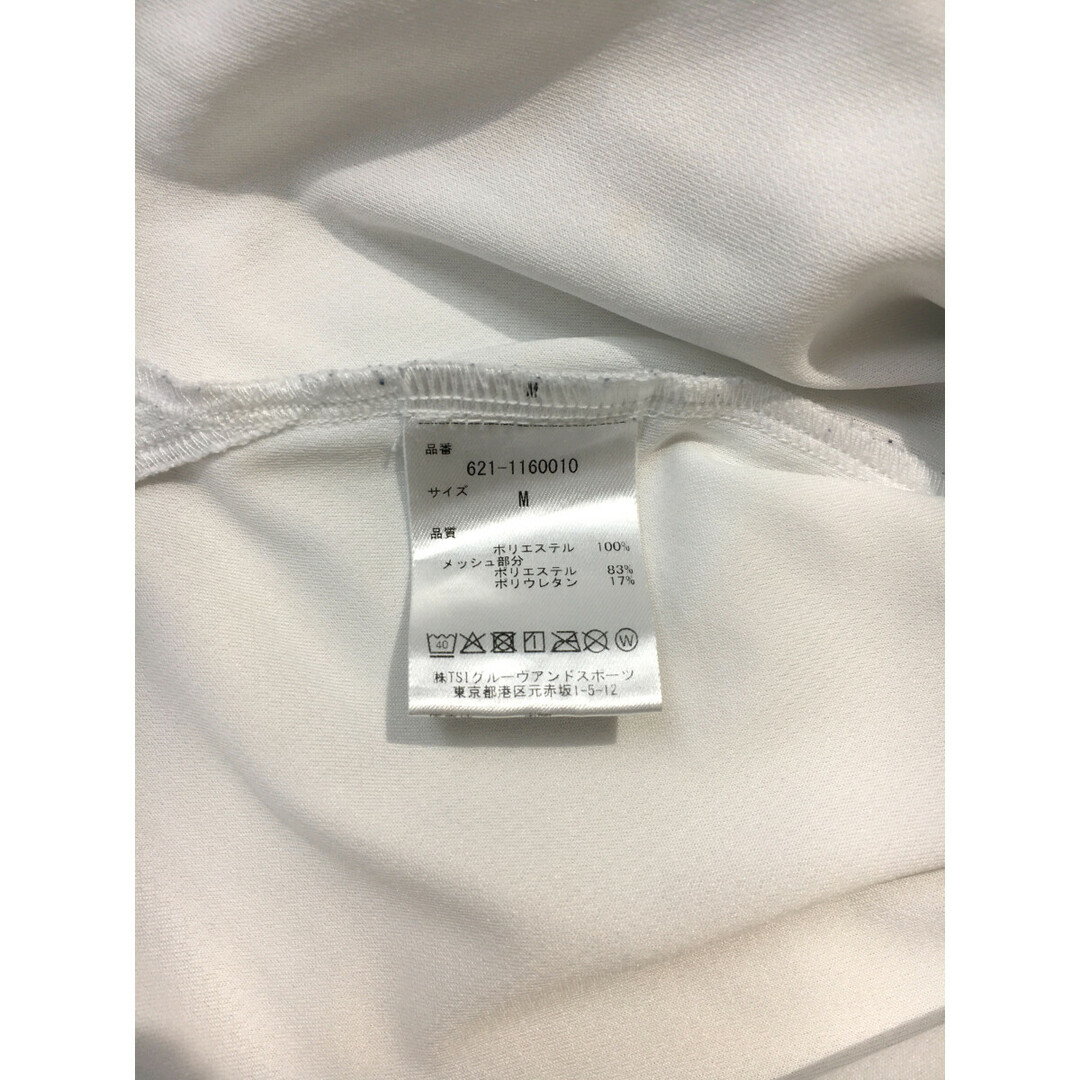 M
品番
621-1160010
サイズ
M
品質
ポリエステル 100%
メッシュ部分
ポリエステル 83%
ポリウレタン 17%
40 W
㈱TSIグルーヴアンドスポーツ
東京都港区元赤坂1-5-12